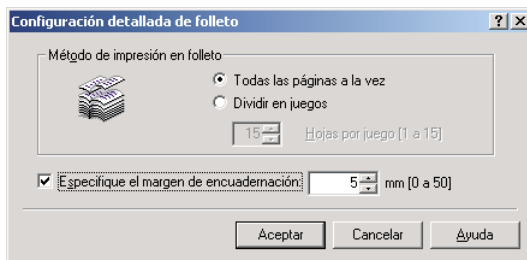 Configuración detallada de folleto
Método de impresión en folleto
Todas las páginas a la vez
Dividir en juegos
15 Hojas por juego [1 a 15]
Especifique el margen de encuadernación: 5 mm [0 a 50]
Aceptar Cancelar Ayuda